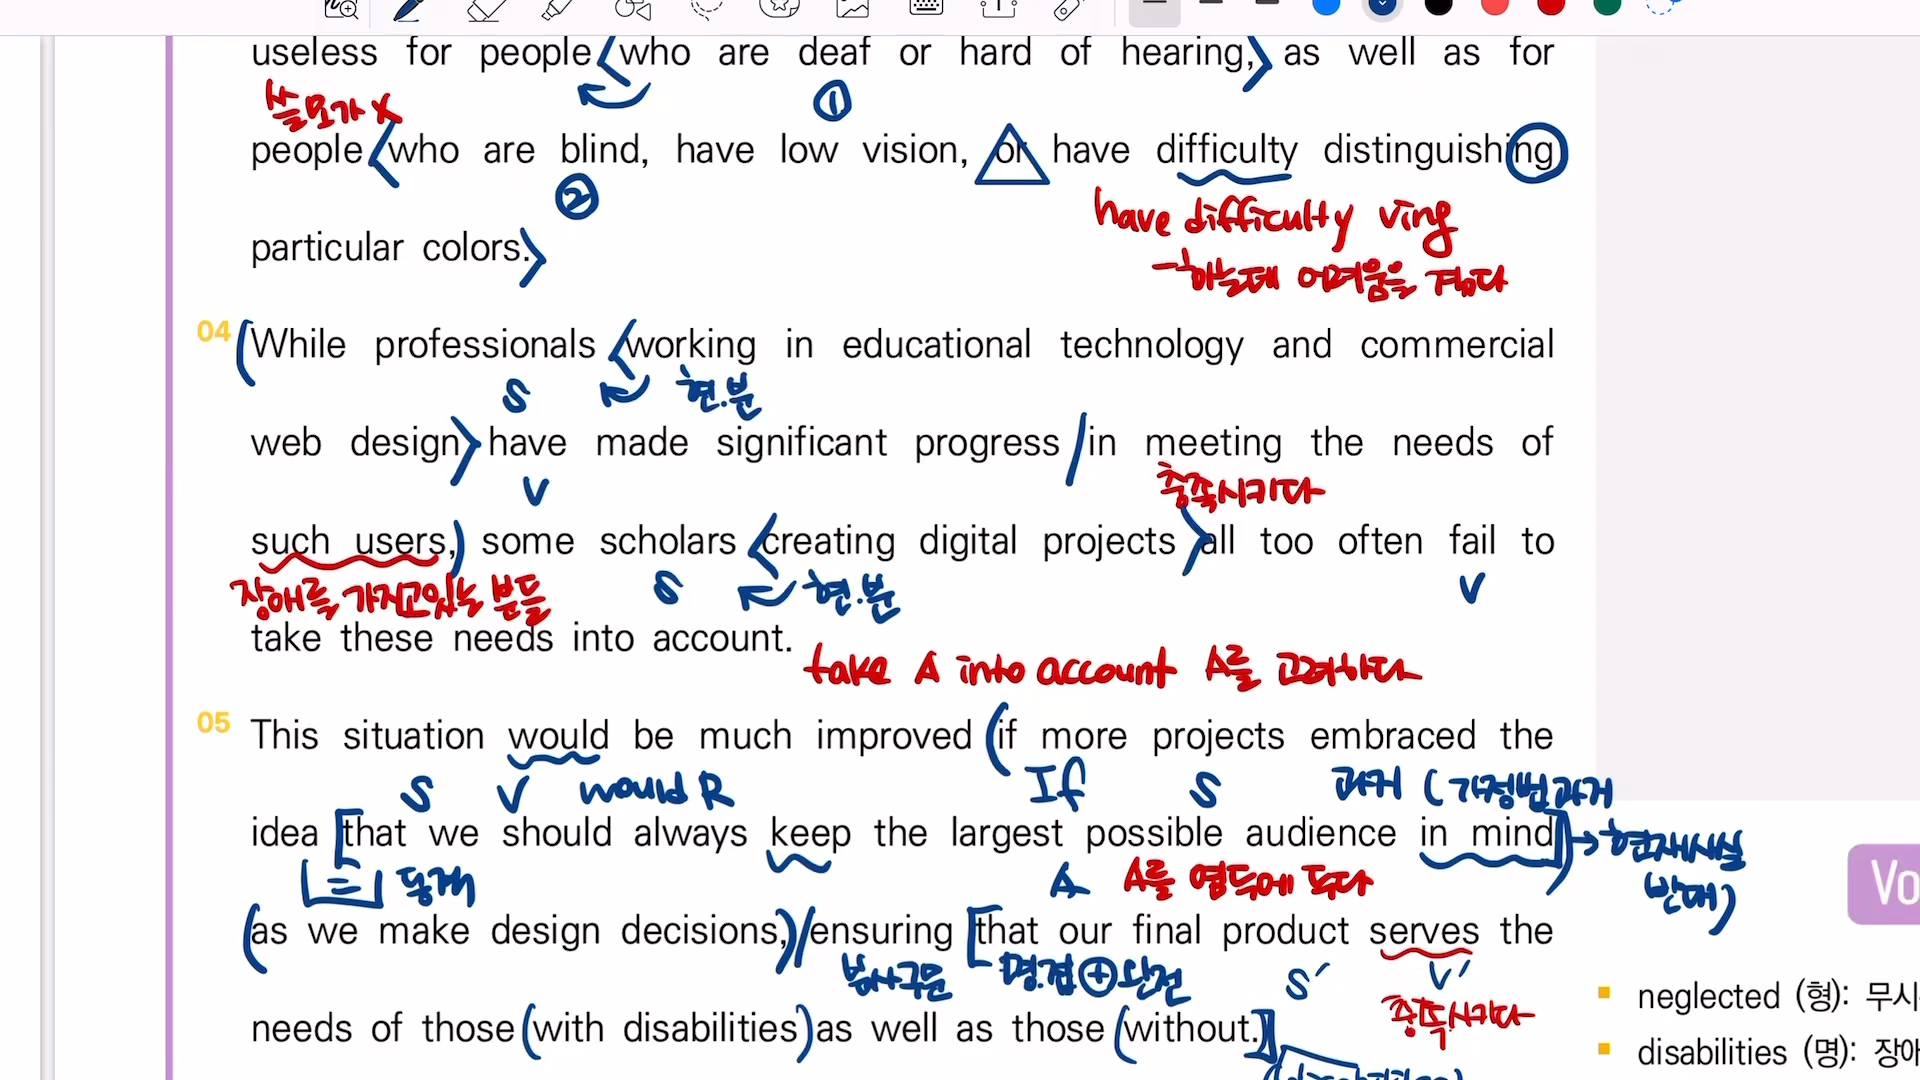 useless for people who are deaf or hard of hearing, as well as for
쓸모가 X ①
people who are blind, have low vision, or have difficulty distinguishing
②
have difficulty ving
particular colors.
~하는데 어려움을 겪다
04 While professionals working in educational technology and commercial
S 현.분
web design have made significant progress in meeting the needs of
V 충족시키다
such users, some scholars creating digital projects all too often fail to
장애를 가지고있는 분들 S 현.분 V
take these needs into account.
take A into account A를 고려하다
05 This situation would be much improved if more projects embraced the
S V would R If S 과거 (가정법과거
idea that we should always keep the largest possible audience in mind
→ 현재사실
= 동격 A A를 염두에 두다
반대)
as we make design decisions, ensuring that our final product serves the
분사구문 명.접 + 완전 S' V'
충족시키다
needs of those with disabilities as well as those without.
Vo
neglected (형): 무시
disabilities (명): 장애